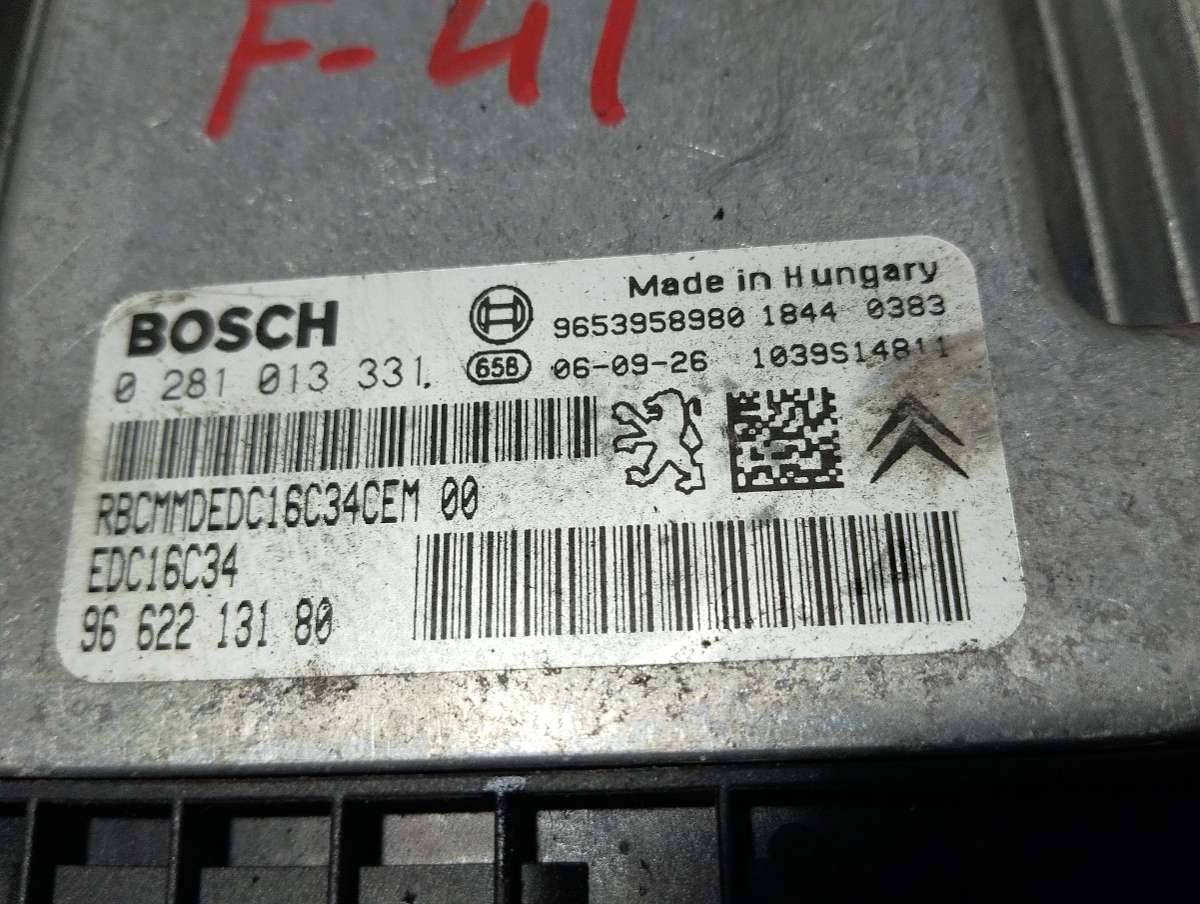 F-41
BOSCH
Made in Hungary
9653958980 1844 0383
0 281 013 331.
658
06-09-26 1039S14811
RBCMMDEDC16C34CEM 00
EDC16C34
96 622 131 80